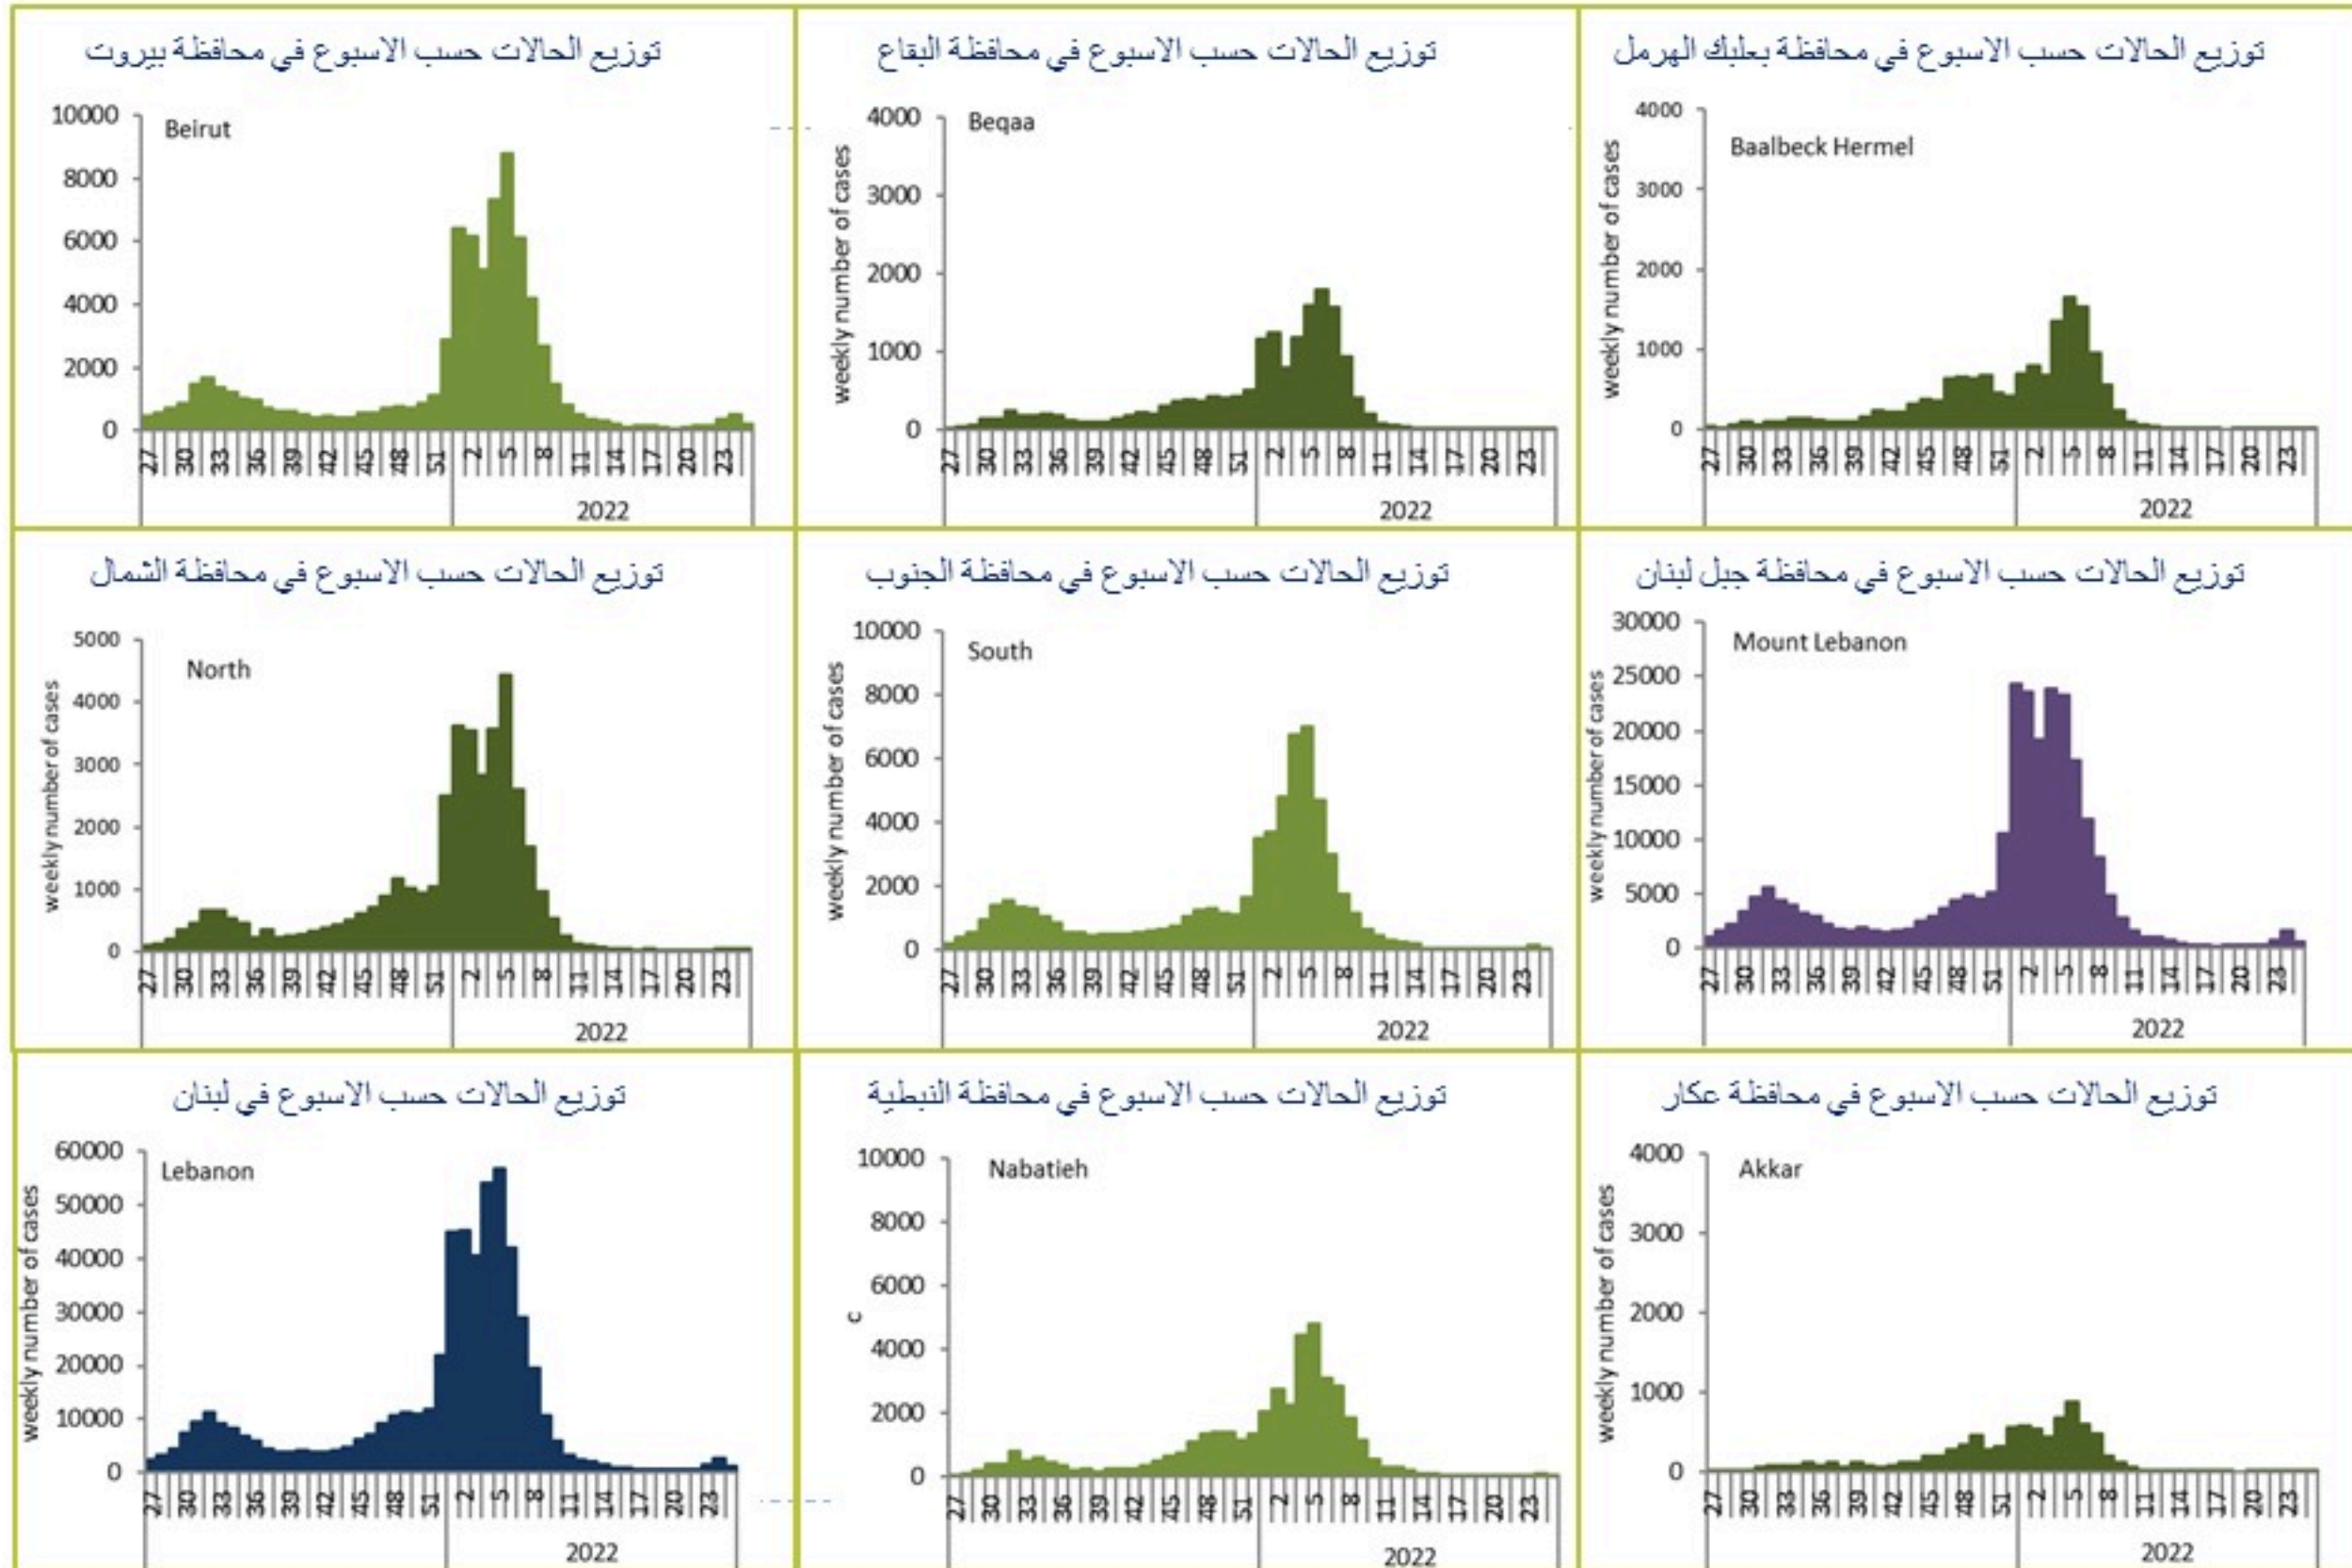 توزيع الحالات حسب الاسبوع في محافظة بيروت
Beirut
10000
8000
6000
4000
2000
0
27 30 33 36 39 42 45 48 51 2 5 8 11 14 17 20 23
2022
توزيع الحالات حسب الاسبوع في محافظة البقاع
Beqaa
weekly number of cases
4000
3000
2000
1000
0
27 30 33 36 39 42 45 48 51 2 5 8 11 14 17 20 23
2022
توزيع الحالات حسب الاسبوع في محافظة بعلبك الهرمل
Baalbeck Hermel
weekly number of cases
4000
3000
2000
1000
0
27 30 33 36 39 42 45 48 51 2 5 8 11 14 17 20 23
2022
توزيع الحالات حسب الاسبوع في محافظة الشمال
North
weekly number of cases
5000
4000
3000
2000
1000
0
27 30 33 36 39 42 45 48 51 2 5 8 11 14 17 20 23
2022
توزيع الحالات حسب الاسبوع في محافظة الجنوب
South
weekly number of cases
10000
8000
6000
4000
2000
0
27 30 33 36 39 42 45 48 51 2 5 8 11 14 17 20 23
2022
توزيع الحالات حسب الاسبوع في محافظة جبل لبنان
Mount Lebanon
weekly number of cases
30000
25000
20000
15000
10000
5000
0
27 30 33 36 39 42 45 48 51 2 5 8 11 14 17 20 23
2022
توزيع الحالات حسب الاسبوع في لبنان
Lebanon
weekly number of cases
60000
50000
40000
30000
20000
10000
0
27 30 33 36 39 42 45 48 51 2 5 8 11 14 17 20 23
2022
توزيع الحالات حسب الاسبوع في محافظة النبطية
Nabatieh
c
10000
8000
6000
4000
2000
0
27 30 33 36 39 42 45 48 51 2 5 8 11 14 17 20 23
2022
توزيع الحالات حسب الاسبوع في محافظة عكار
Akkar
weekly number of cases
4000
3000
2000
1000
0
27 30 33 36 39 42 45 48 51 2 5 8 11 14 17 20 23
2022